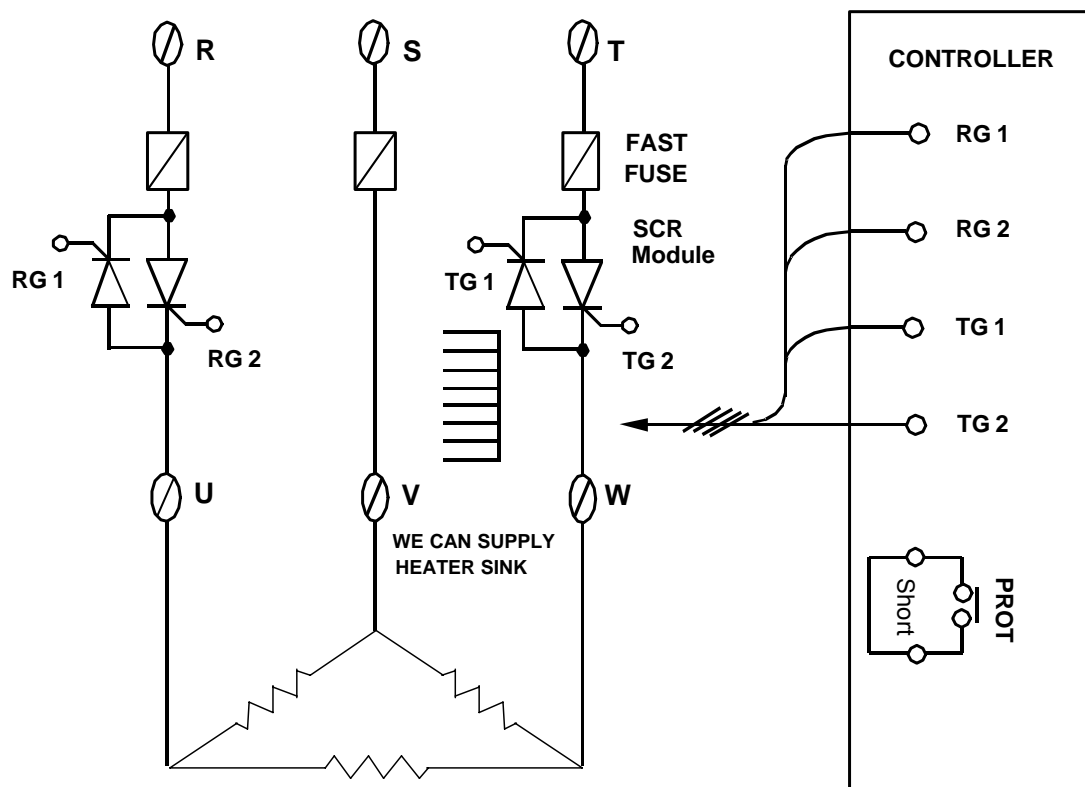 R
S
T
CONTROLLER
FAST
FUSE
RG 1
RG 2
TG 1
TG 2
SCR
Module
RG 1
RG 2
TG 1
TG 2
U
V
W
WE CAN SUPPLY
HEATER SINK
Short
PROT